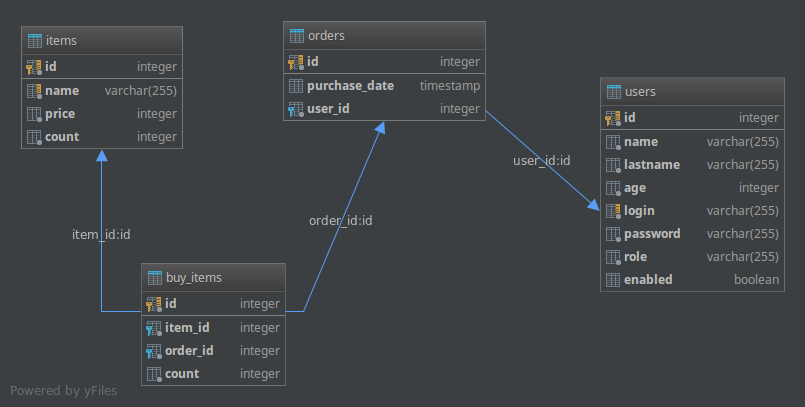 items
id integer
name varchar(255)
price integer
count integer
orders
id integer
purchase_date timestamp
user_id integer
users
id integer
name varchar(255)
lastname varchar(255)
age integer
login varchar(255)
password varchar(255)
role varchar(255)
enabled boolean
user_id:id
order_id:id
item_id:id
buy_items
id integer
item_id integer
order_id integer
count integer
Powered by yFiles